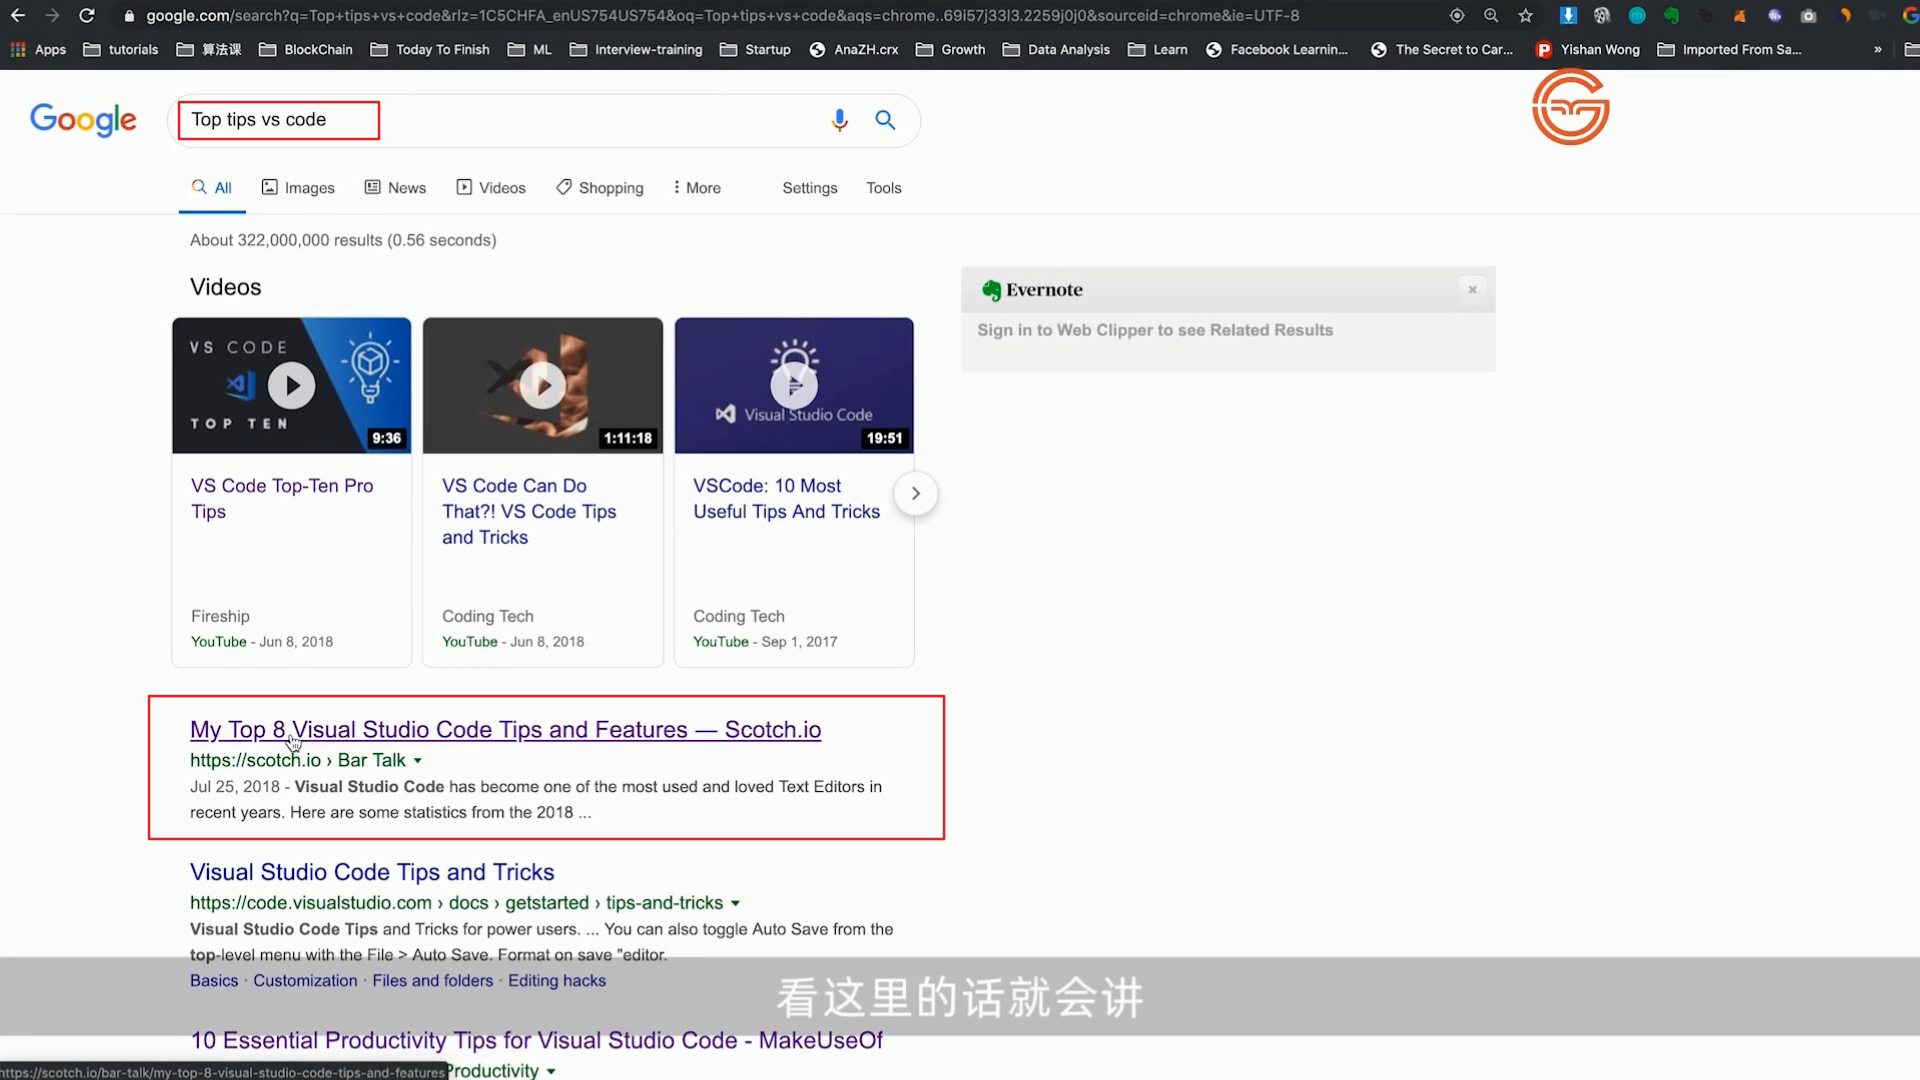 google.com/search?q=Top+tips+vs+code&rlz=1C5CHFA_enUS754US754&oq=Top+tips+vs+code&aqs=chrome..69i57j33l3.2259j0j0&sourceid=chrome&ie=UTF-8
Apps tutorials 算法课 BlockChain Today To Finish ML Interview-training Startup AnaZH.crx Growth Data Analysis Learn Facebook Learnin... The Secret to Car... Yishan Wong Imported From Sa... »
Google
Top tips vs code
All Images News Videos Shopping More Settings Tools
About 322,000,000 results (0.56 seconds)
Videos
Evernote
Sign in to Web Clipper to see Related Results
VS CODE
TOP TEN
9:36
1:11:18
Visual Studio Code
19:51
VS Code Top-Ten Pro
Tips
VS Code Can Do
That?! VS Code Tips
and Tricks
VSCode: 10 Most
Useful Tips And Tricks
Fireship
YouTube - Jun 8, 2018
Coding Tech
YouTube - Jun 8, 2018
Coding Tech
YouTube - Sep 1, 2017
My Top 8 Visual Studio Code Tips and Features — Scotch.io
https://scotch.io › Bar Talk
Jul 25, 2018 - Visual Studio Code has become one of the most used and loved Text Editors in
recent years. Here are some statistics from the 2018 ...
Visual Studio Code Tips and Tricks
https://code.visualstudio.com › docs › getstarted › tips-and-tricks
Visual Studio Code Tips and Tricks for power users. ... You can also toggle Auto Save from the
top-level menu with the File > Auto Save. Format on save "editor.
Basics · Customization · Files and folders · Editing hacks
看这里的话就会讲
10 Essential Productivity Tips for Visual Studio Code - MakeUseOf
https://scotch.io/bar-talk/my-top-8-visual-studio-code-tips-and-features
Productivity